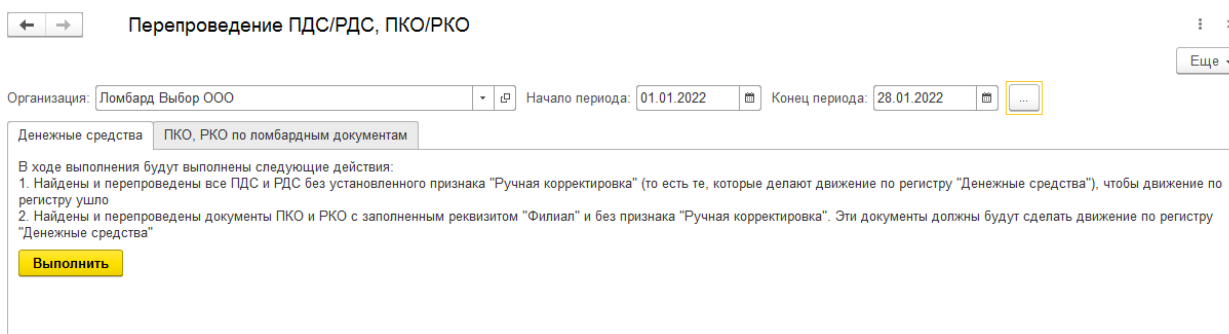 Перепроведение ПДС/РДС, ПКО/РКО
Еще
Организация: Ломбард Выбор ООО Начало периода: 01.01.2022 Конец периода: 28.01.2022 ...
Денежные средства ПКО, РКО по ломбардным документам
В ходе выполнения будут выполнены следующие действия:
1. Найдены и перепроведены все ПДС и РДС без установленного признака "Ручная корректировка" (то есть те, которые делают движение по регистру "Денежные средства"), чтобы движение по
регистру ушло
2. Найдены и перепроведены документы ПКО и РКО с заполненным реквизитом "Филиал" и без признака "Ручная корректировка". Эти документы должны будут сделать движение по регистру
"Денежные средства"
Выполнить